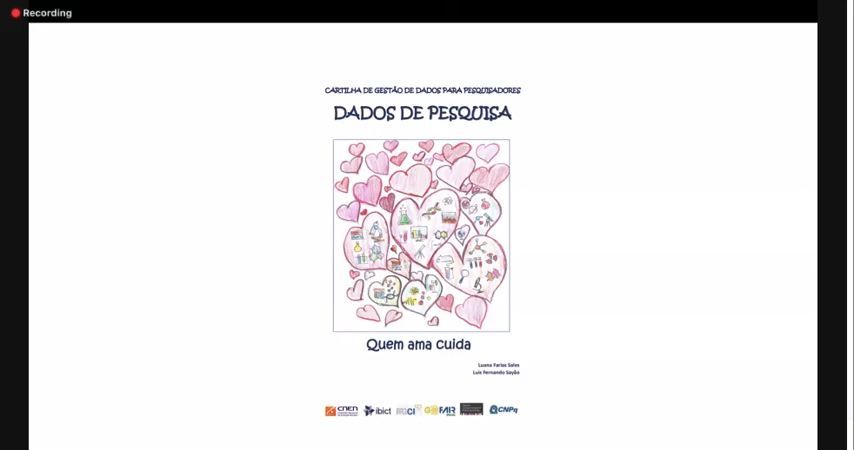 Recording
CARTILHA DE GESTÃO DE DADOS PARA PESQUISADORES
DADOS DE PESQUISA
Quem ama cuida
Luana Farias Sales
Luis Fernando Sayão
CNEN
ibict
GO FAIR
CNPq